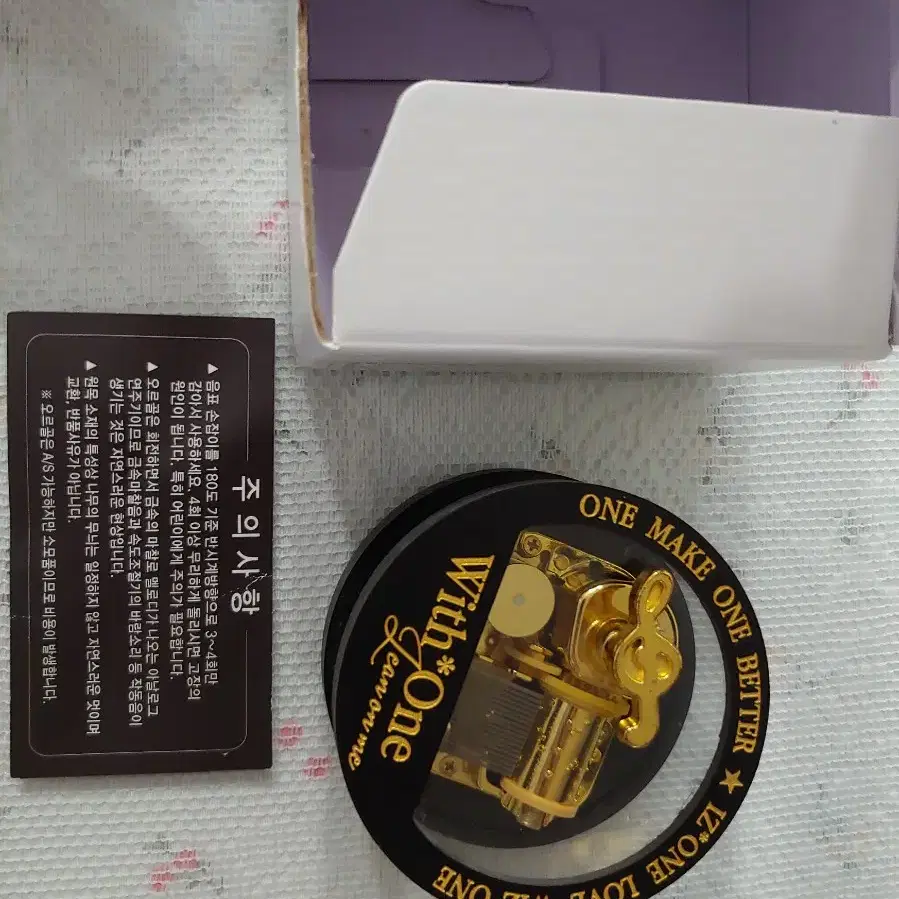 주 의 사 항
▲ 음표 손잡이를 180도 기준 반시계방향으로 3~4회만
감아서 사용하세요. 4회 이상 무리하게 돌리시면 고장의
원인이 됩니다. 특히 어린이에게 주의가 필요합니다.
▲ 오르골은 회전하면서 금속의 마찰로 멜로디가 나오는 아날로그
연주기이므로 금속마찰음과 속도조절기의 바람소리 등 작동음이
생기는 것은 자연스러운 현상입니다.
▲ 원목 소재의 특성상 나무의 무늬는 일정하지 않고 자연스러운 멋이며
교환, 반품사유가 아닙니다.
※ 오르골은 A/S 가능하지만 소모품이므로 비용이 발생합니다.
ONE MAKE ONE BETTER ★ IZ*ONE LOVE WIZ*ONE
With*One
Lean on me